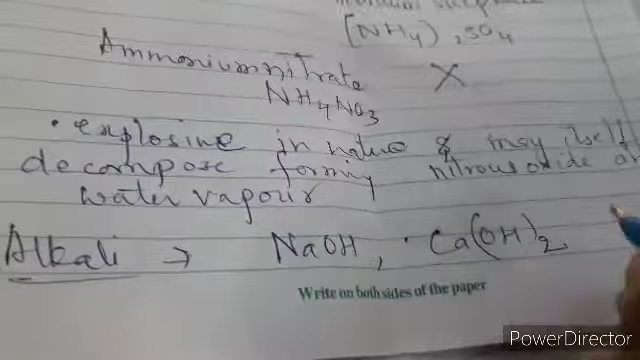 (NH4)2SO4
Ammonium nitrate X
NH4NO3
• explosive in nature & may itself
decompose forming nitrous oxide
water vapour
Alkali → NaOH, Ca(OH)2
Write on both sides of the paper
PowerDirector